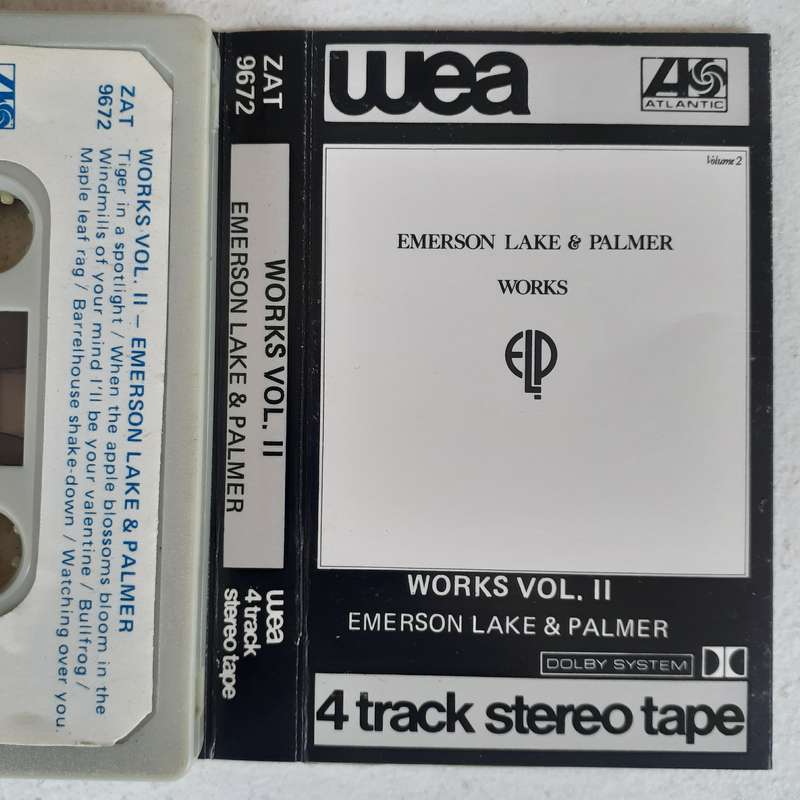 ZAT
9672
WORKS VOL. II – EMERSON LAKE & PALMER
Tiger in a spotlight / When the apple blossoms bloom in the
Windmills of your mind I'll be your valentine / Bullfrog /
Maple leaf rag / Barrelhouse shake-down / Watching over you.
ZAT
9672
WORKS VOL. II
EMERSON LAKE & PALMER
wea
4 track
stereo tape
wea
ATLANTIC
Volume 2
EMERSON LAKE & PALMER
WORKS
ELP
WORKS VOL. II
EMERSON LAKE & PALMER
DOLBY SYSTEM
4 track stereo tape